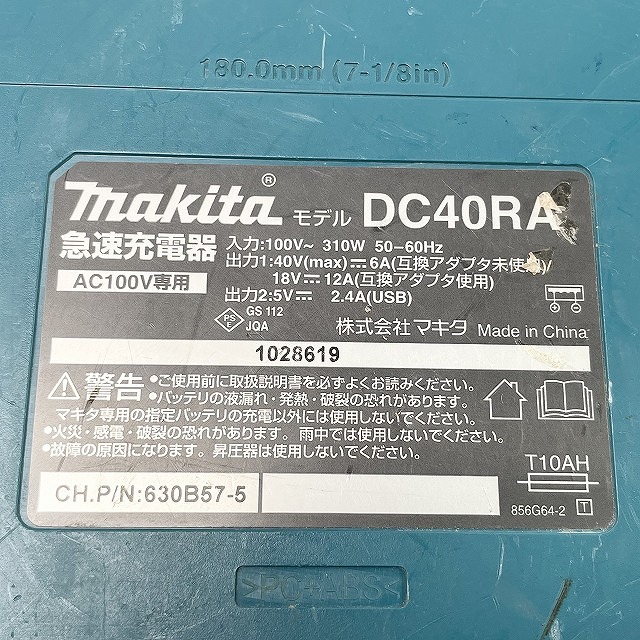 180.0mm (7-1/8in)
makita® モデル DC40RA
急速充電器
AC100V専用
入力:100V~ 310W 50-60Hz
出力1:40V(max)⎓6A(互換アダプタ未使用)
18V⎓12A(互換アダプタ使用)
出力2:5V⎓ 2.4A(USB)
PSE GS 112
JQA
株式会社 マキタ Made in China
1028619
⚠警告 •ご使用前に取扱説明書を必ずよくお読みください。
•バッテリの液漏れ・発熱・破裂の恐れがあります。
マキタ専用の指定バッテリの充電以外には使用しないでください。
•火災・感電・破裂の恐れがあります。雨中では使用しないでください。
•故障の原因になります。昇圧器は使用しないでください。
CH.P/N:630B57-5
T10AH
856G64-2 T
>PC+ABS<